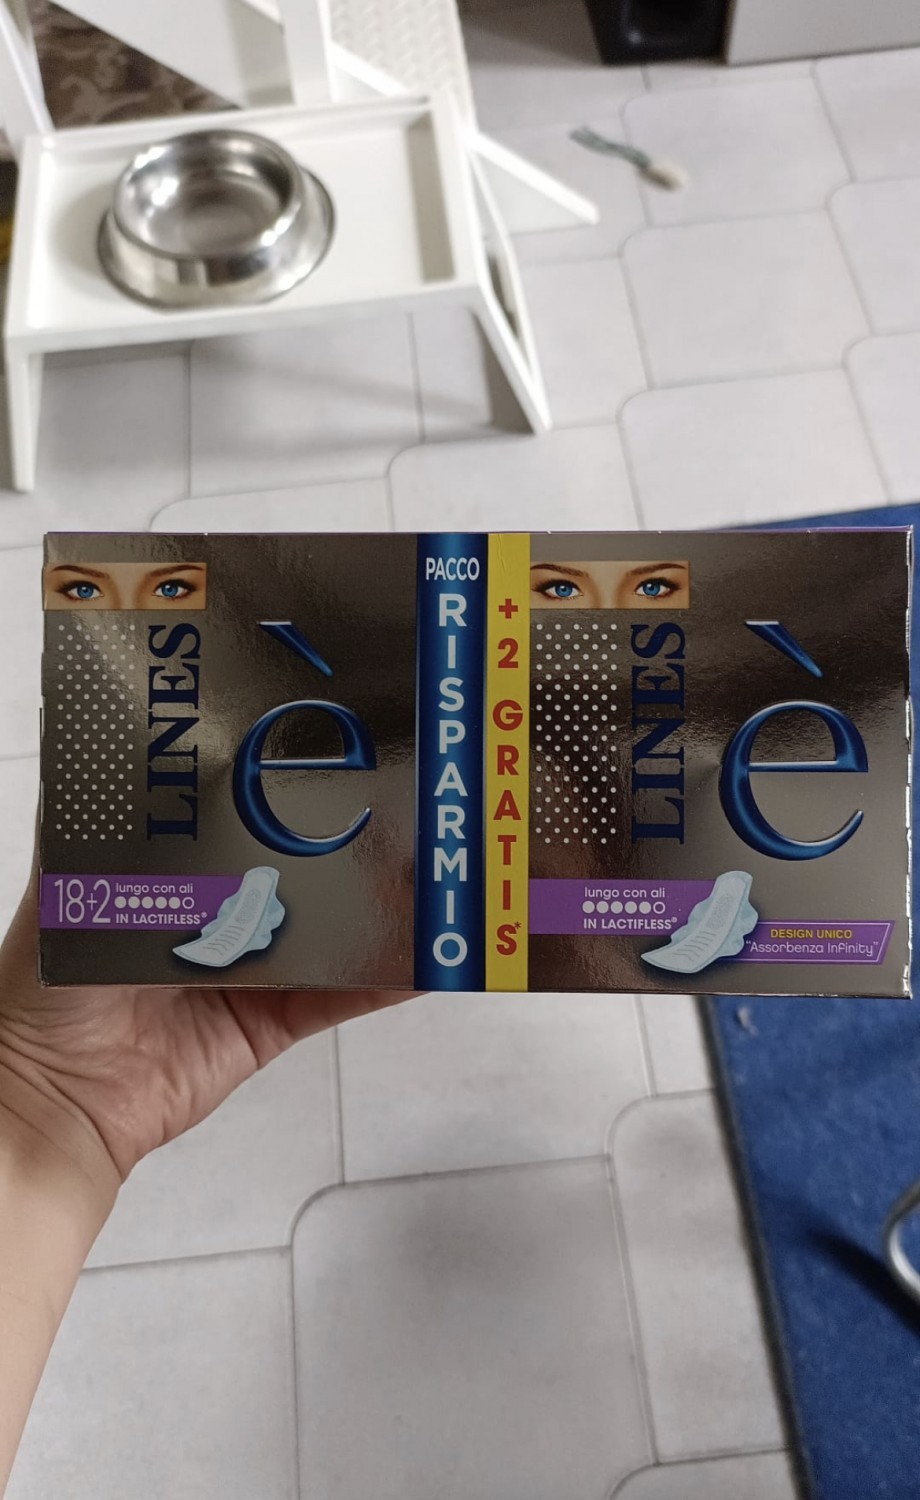 LINES
è
18+2
lungo con ali
IN LACTIFLESS®
PACCO
RISPARMIO
+2 GRATIS*
LINES
è
lungo con ali
IN LACTIFLESS®
DESIGN UNICO
"Assorbenza Infinity"